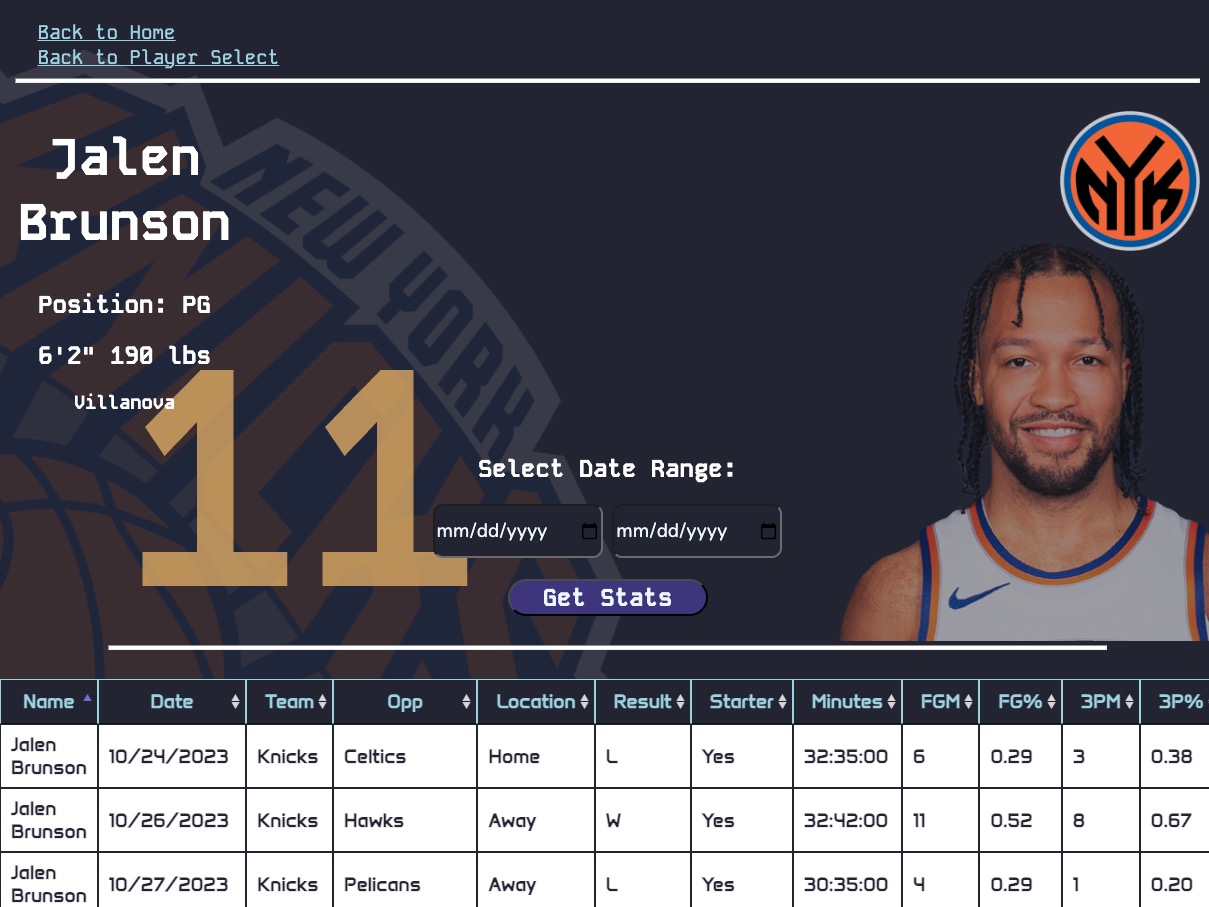 Back to Home
Back to Player Select
Jalen
Brunson
NYK
NEW YORK
Position: PG
6'2" 190 lbs
Villanova
11
Select Date Range:
mm/dd/yyyy mm/dd/yyyy
Get Stats
Name Date Team Opp Location Result Starter Minutes FGM FG% 3PM 3P%
Jalen
Brunson 10/24/2023 Knicks Celtics Home L Yes 32:35:00 6 0.29 3 0.38
Jalen
Brunson 10/26/2023 Knicks Hawks Away W Yes 32:42:00 11 0.52 8 0.67
Jalen
Brunson 10/27/2023 Knicks Pelicans Away L Yes 30:35:00 4 0.29 1 0.20